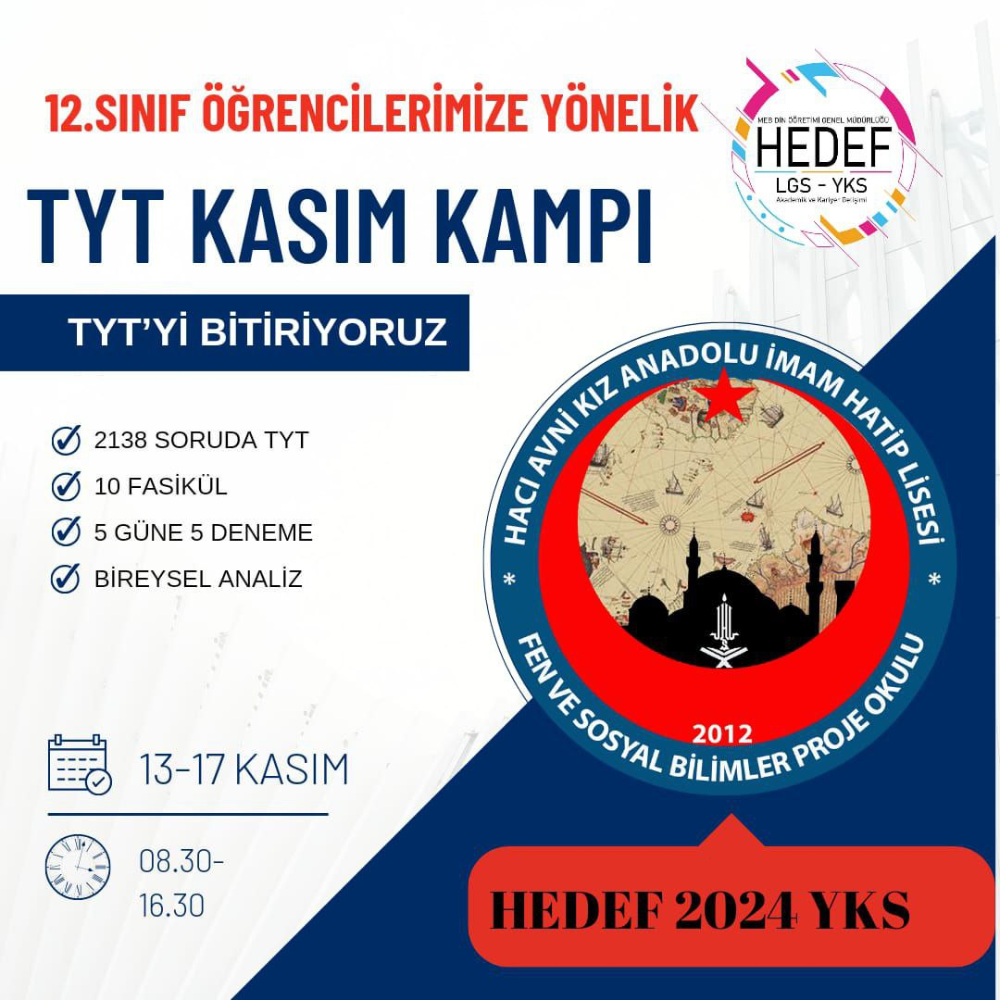 12.SINIF ÖĞRENCİLERİMİZE YÖNELİK
MEB DİN ÖĞRETİMİ GENEL MÜDÜRLÜĞÜ
HEDEF
LGS - YKS
Akademik ve Kariyer Gelişimi
TYT KASIM KAMPI
TYT’Yİ BİTİRİYORUZ
2138 SORUDA TYT
10 FASİKÜL
5 GÜNE 5 DENEME
BİREYSEL ANALİZ
HACI AVNİ KIZ ANADOLU İMAM HATİP LİSESİ
* FEN VE SOSYAL BİLİMLER PROJE OKULU *
2012
13-17 KASIM
08.30-
16.30
HEDEF 2024 YKS